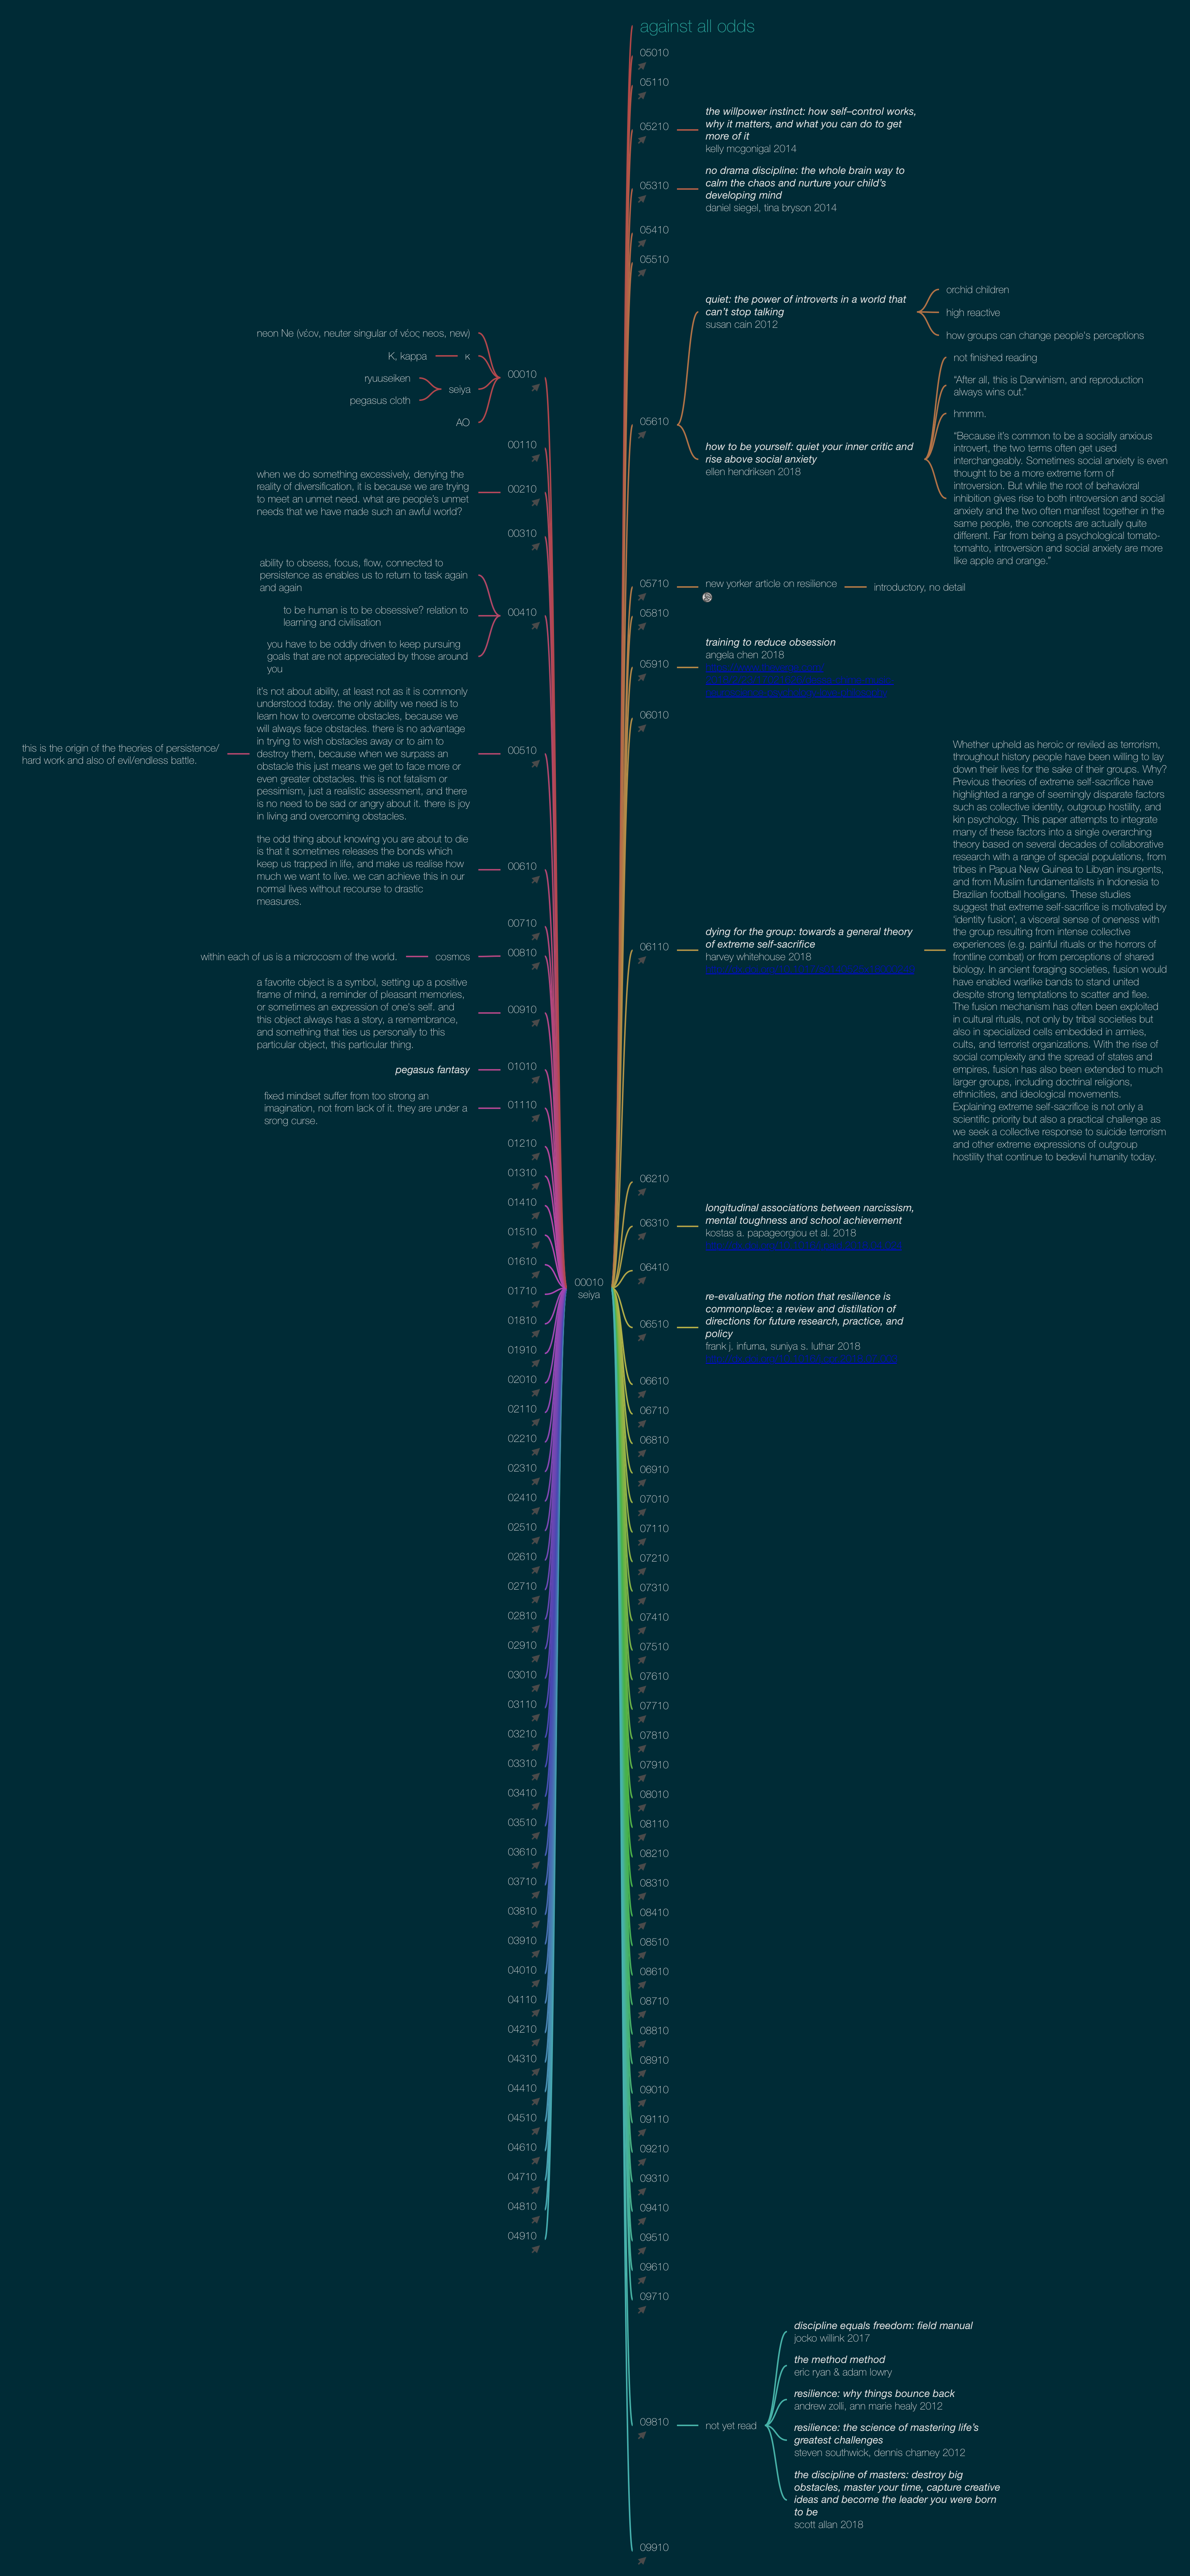 against all odds
neon Ne (νέον, neuter singular of νέος neos, new)
K, kappa
κ
ryuuseiken
seiya
pegasus cloth
AO
00010
00110
when we do something excessively, denying the
reality of diversification, it is because we are trying
to meet an unmet need. what are people's unmet
needs that we have made such an awful world?
00210
00310
ability to obsess, focus, flow, connected to
persistence as enables us to return to task again
and again
to be human is to be obsessive? relation to
learning and civilisation
you have to be oddly driven to keep pursuing
goals that are not appreciated by those around
you
00410
this is the origin of the theories of persistence/
hard work and also of evil/endless battle.
it's not about ability, at least not as it is commonly
understood today. the only ability we need is to
learn how to overcome obstacles, because we
will always face obstacles. there is no advantage
in trying to wish obstacles away or to aim to
destroy them, because when we surpass an
obstacle this just means we get to face more or
even greater obstacles. this is not fatalism or
pessimism, just a realistic assessment, and there
is no need to be sad or angry about it. there is joy
in living and overcoming obstacles.
00510
the odd thing about knowing you are about to die
is that it sometimes releases the bonds which
keep us trapped in life, and make us realise how
much we want to live. we can achieve this in our
normal lives without recourse to drastic
measures.
00610
00710
within each of us is a microcosm of the world.
cosmos
00810
a favorite object is a symbol, setting up a positive
frame of mind, a reminder of pleasant memories,
or sometimes an expression of one's self. and
this object always has a story, a remembrance,
and something that ties us personally to this
particular object, this particular thing.
00910
pegasus fantasy
01010
fixed mindset suffer from too strong an
imagination, not from lack of it. they are under a
srong curse.
01110
01210
01310
01410
01510
01610
01710
01810
01910
02010
02110
02210
02310
02410
02510
02610
02710
02810
02910
03010
03110
03210
03310
03410
03510
03610
03710
03810
03910
04010
04110
04210
04310
04410
04510
04610
04710
04810
04910
00010
seiya
05010
05110
05210
the willpower instinct: how self–control works,
why it matters, and what you can do to get
more of it
kelly mcgonigal 2014
05310
no drama discipline: the whole brain way to
calm the chaos and nurture your child's
developing mind
daniel siegel, tina bryson 2014
05410
05510
05610
quiet: the power of introverts in a world that
can't stop talking
susan cain 2012
orchid children
high reactive
how groups can change people's perceptions
how to be yourself: quiet your inner critic and
rise above social anxiety
ellen hendriksen 2018
not finished reading
"After all, this is Darwinism, and reproduction
always wins out."
hmmm.
"Because it's common to be a socially anxious
introvert, the two terms often get used
interchangeably. Sometimes social anxiety is even
thought to be a more extreme form of
introversion. But while the root of behavioral
inhibition gives rise to both introversion and social
anxiety and the two often manifest together in the
same people, the concepts are actually quite
different. Far from being a psychological tomato-
tomahto, introversion and social anxiety are more
like apple and orange."
05710
new yorker article on resilience
introductory, no detail
05810
05910
training to reduce obsession
angela chen 2018
06010
06110
dying for the group: towards a general theory
of extreme self-sacrifice
harvey whitehouse 2018
Whether upheld as heroic or reviled as terrorism,
throughout history people have been willing to lay
down their lives for the sake of their groups. Why?
Previous theories of extreme self-sacrifice have
highlighted a range of seemingly disparate factors
such as collective identity, outgroup hostility, and
kin psychology. This paper attempts to integrate
many of these factors into a single overarching
theory based on several decades of collaborative
research with a range of special populations, from
tribes in Papua New Guinea to Libyan insurgents,
and from Muslim fundamentalists in Indonesia to
Brazilian football hooligans. These studies
suggest that extreme self-sacrifice is motivated by
'identity fusion', a visceral sense of oneness with
the group resulting from intense collective
experiences (e.g. painful rituals or the horrors of
frontline combat) or from perceptions of shared
biology. In ancient foraging societies, fusion would
have enabled warlike bands to stand united
despite strong temptations to scatter and flee.
The fusion mechanism has often been exploited
in cultural rituals, not only by tribal societies but
also in specialized cells embedded in armies,
cults, and terrorist organizations. With the rise of
social complexity and the spread of states and
empires, fusion has also been extended to much
larger groups, including doctrinal religions,
ethnicities, and ideological movements.
Explaining extreme self-sacrifice is not only a
scientific priority but also a practical challenge as
we seek a collective response to suicide terrorism
and other extreme expressions of outgroup
hostility that continue to bedevil humanity today.
06210
06310
longitudinal associations between narcissism,
mental toughness and school achievement
kostas a. papageorgiou et al. 2018
06410
06510
re-evaluating the notion that resilience is
commonplace: a review and distillation of
directions for future research, practice, and
policy
frank j. infurna, suniya s. luthar 2018
06610
06710
06810
06910
07010
07110
07210
07310
07410
07510
07610
07710
07810
07910
08010
08110
08210
08310
08410
08510
08610
08710
08810
08910
09010
09110
09210
09310
09410
09510
09610
09710
09810
not yet read
discipline equals freedom: field manual
jocko willink 2017
the method method
eric ryan & adam lowry
resilience: why things bounce back
andrew zolli, ann marie healy 2012
resilience: the science of mastering life's
greatest challenges
steven southwick, dennis charney 2012
the discipline of masters: destroy big
obstacles, master your time, capture creative
ideas and become the leader you were born
to be
scott allan 2018
09910